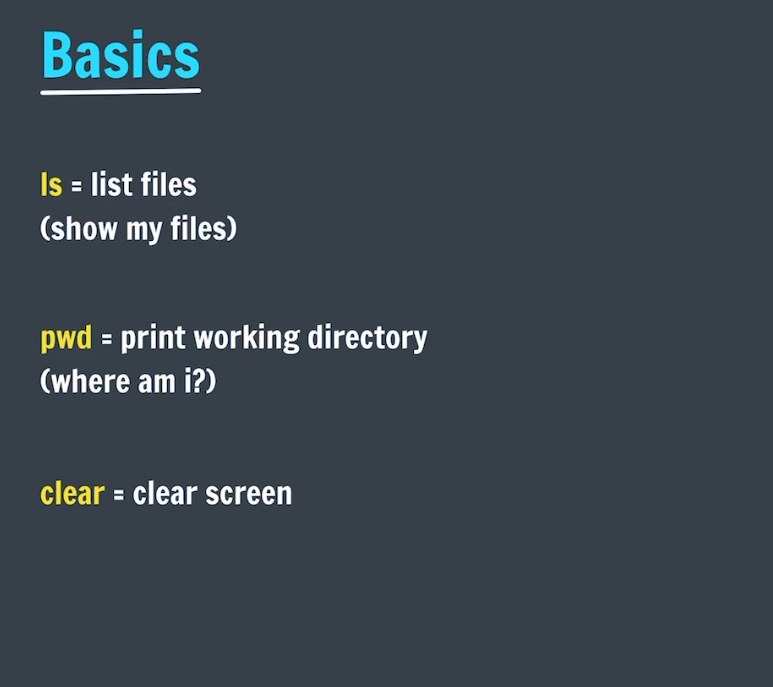 Basics
ls = list files
(show my files)
pwd = print working directory
(where am i?)
clear = clear screen